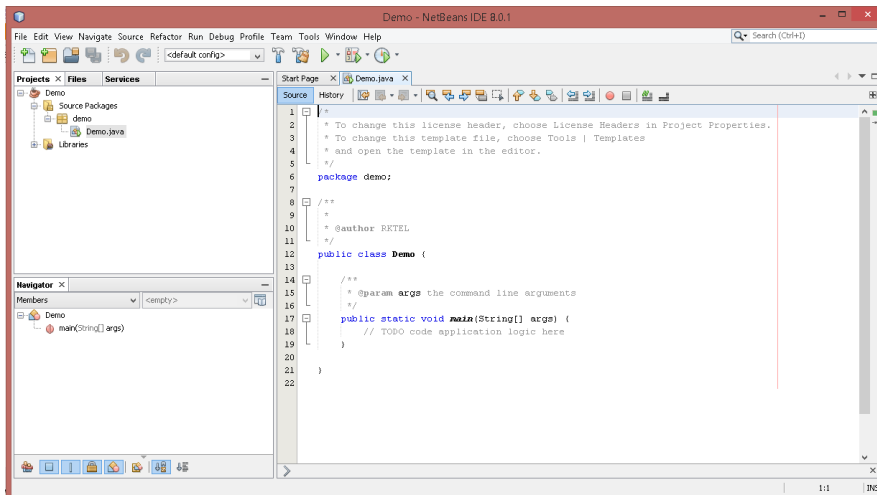 Demo - NetBeans IDE 8.0.1
File Edit View Navigate Source Refactor Run Debug Profile Team Tools Window Help
Search (Ctrl+I)
<default config>
Projects Files Services
Demo
Source Packages
demo
Demo.java
Libraries
Navigator
Members <empty>
Demo
main(String[] args)
Start Page Demo.java
Source History
1 /*
2 * To change this license header, choose License Headers in Project Properties.
3 * To change this template file, choose Tools | Templates
4 * and open the template in the editor.
5 */
6 package demo;
7
8 /**
9 *
10 * @author RKTEL
11 */
12 public class Demo {
13
14 /**
15 * @param args the command line arguments
16 */
17 public static void main(String[] args) {
18 // TODO code application logic here
19 }
20
21 }
22
1:1 INS